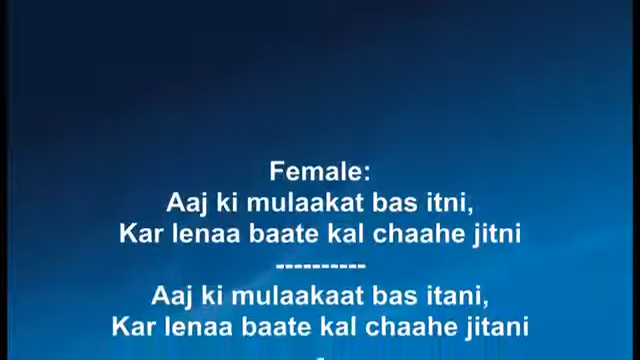 Female:
Aaj ki mulaakat bas itni,
Kar lenaa baate kal chaahe jitni
----------
Aaj ki mulaakaat bas itani,
Kar lenaa baate kal chaahe jitani